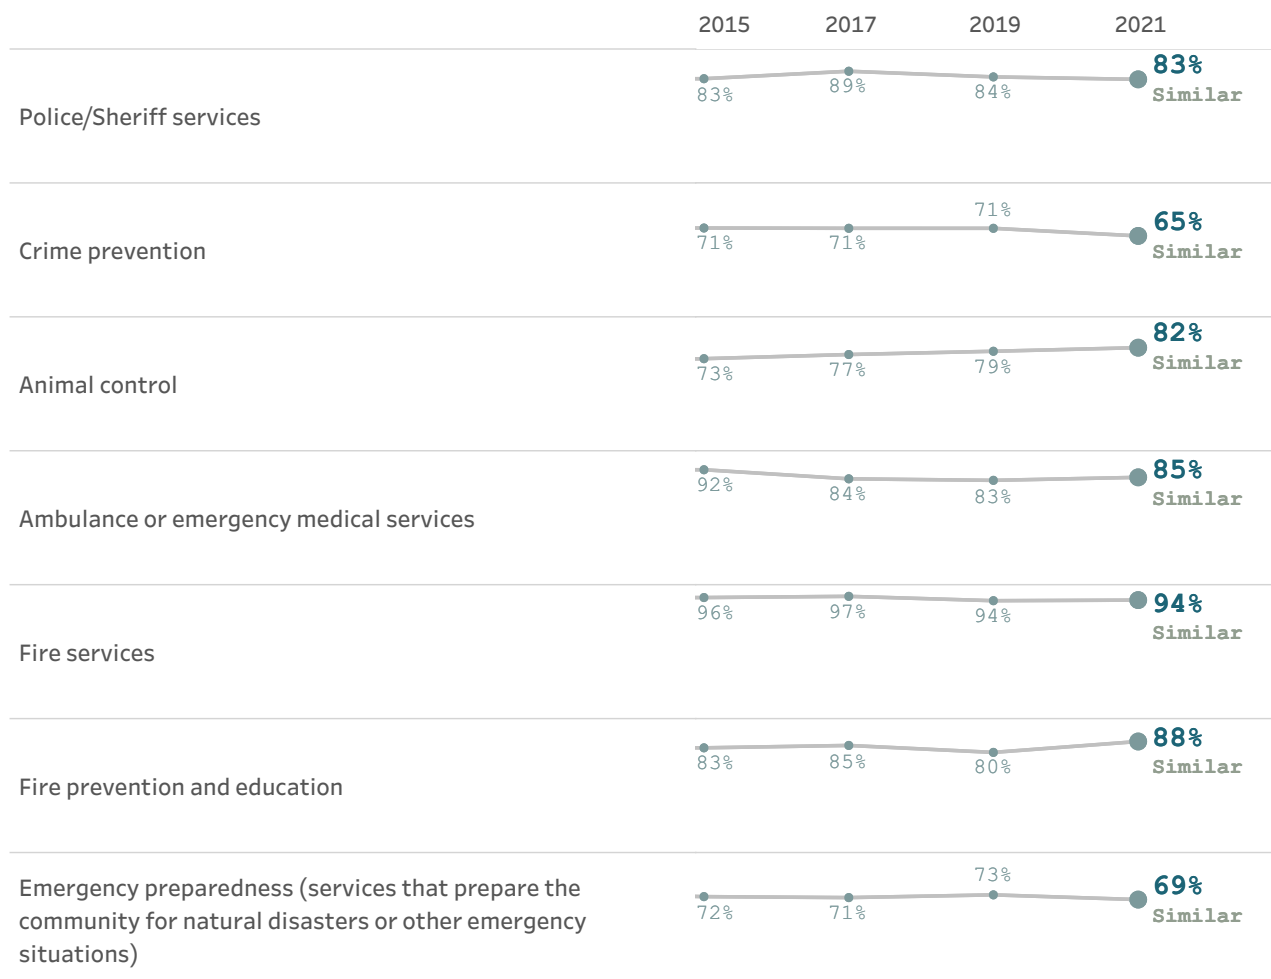 2015 2017 2019 2021
83%
83% 89% 84% Similar
Police/Sheriff services
71% 65%
71% 71% Similar
Crime prevention
82%
73% 77% 79% Similar
Animal control
85%
92% 84% 83% Similar
Ambulance or emergency medical services
94%
96% 97% 94% Similar
Fire services
88%
83% 85% 80% Similar
Fire prevention and education
73% 69%
72% 71% Similar
Emergency preparedness (services that prepare the
community for natural disasters or other emergency
situations)